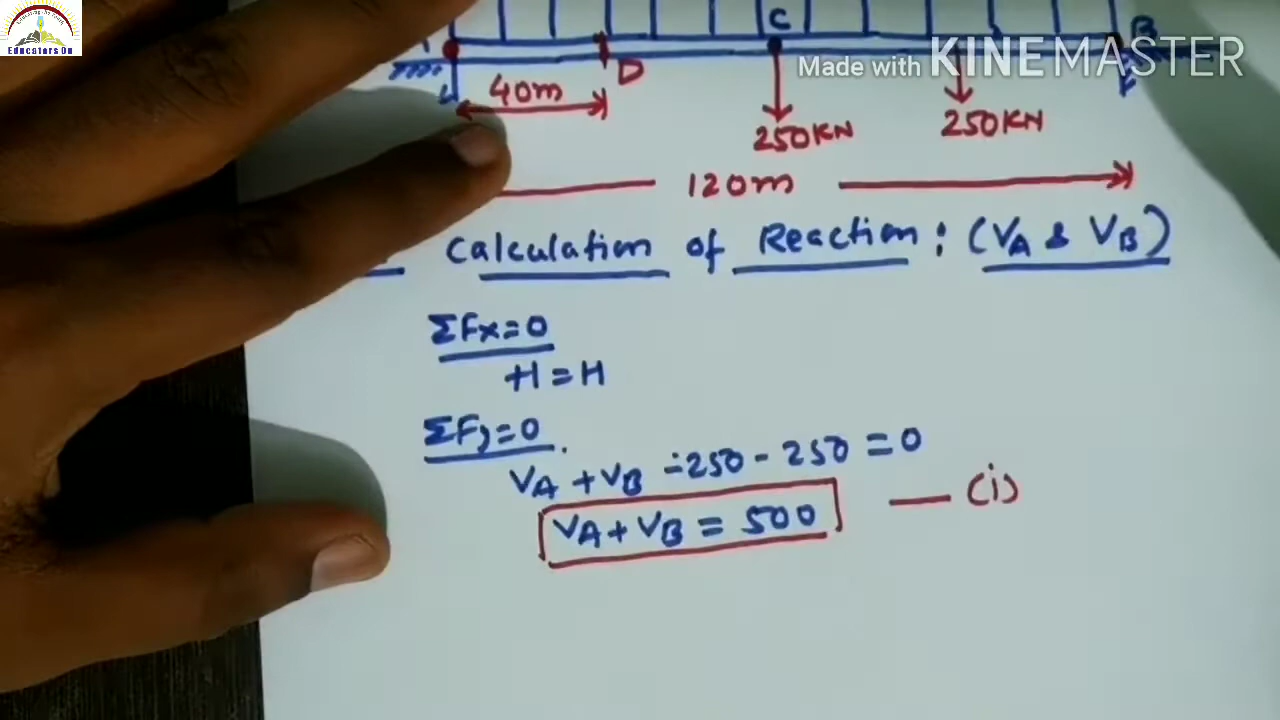 Educators On
Made with KINEMASTER
C
B
D
40m
250KN
250KN
120m
Calculation of Reaction : (VA & VB)
ΣFx=0
H=H
ΣFy=0
VA + VB -250 - 250 = 0
VA + VB = 500 — (i)